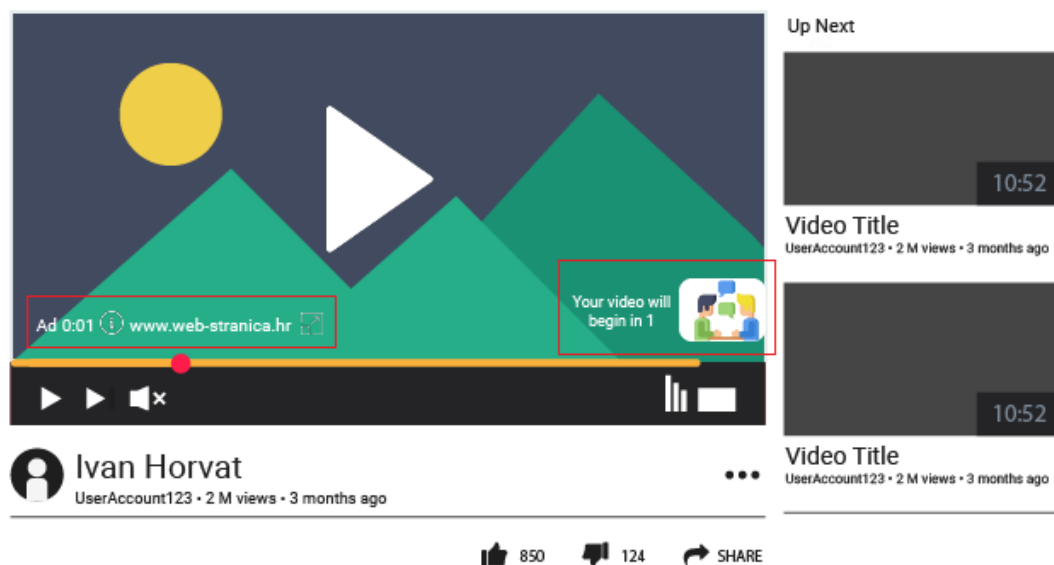 Up Next
10:52
Video Title
UserAccount123 • 2 M views • 3 months ago
Your video will
begin in 1
Ad 0:01 i www.web-stranica.hr
10:52
Video Title
UserAccount123 • 2 M views • 3 months ago
Ivan Horvat
UserAccount123 • 2 M views • 3 months ago
850
124
SHARE